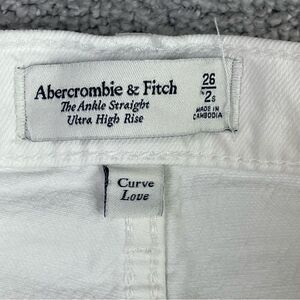 Abercrombie & Fitch
The Ankle Straight
Ultra High Rise
26
2s
MADE IN
CAMBODIA
Curve
Love